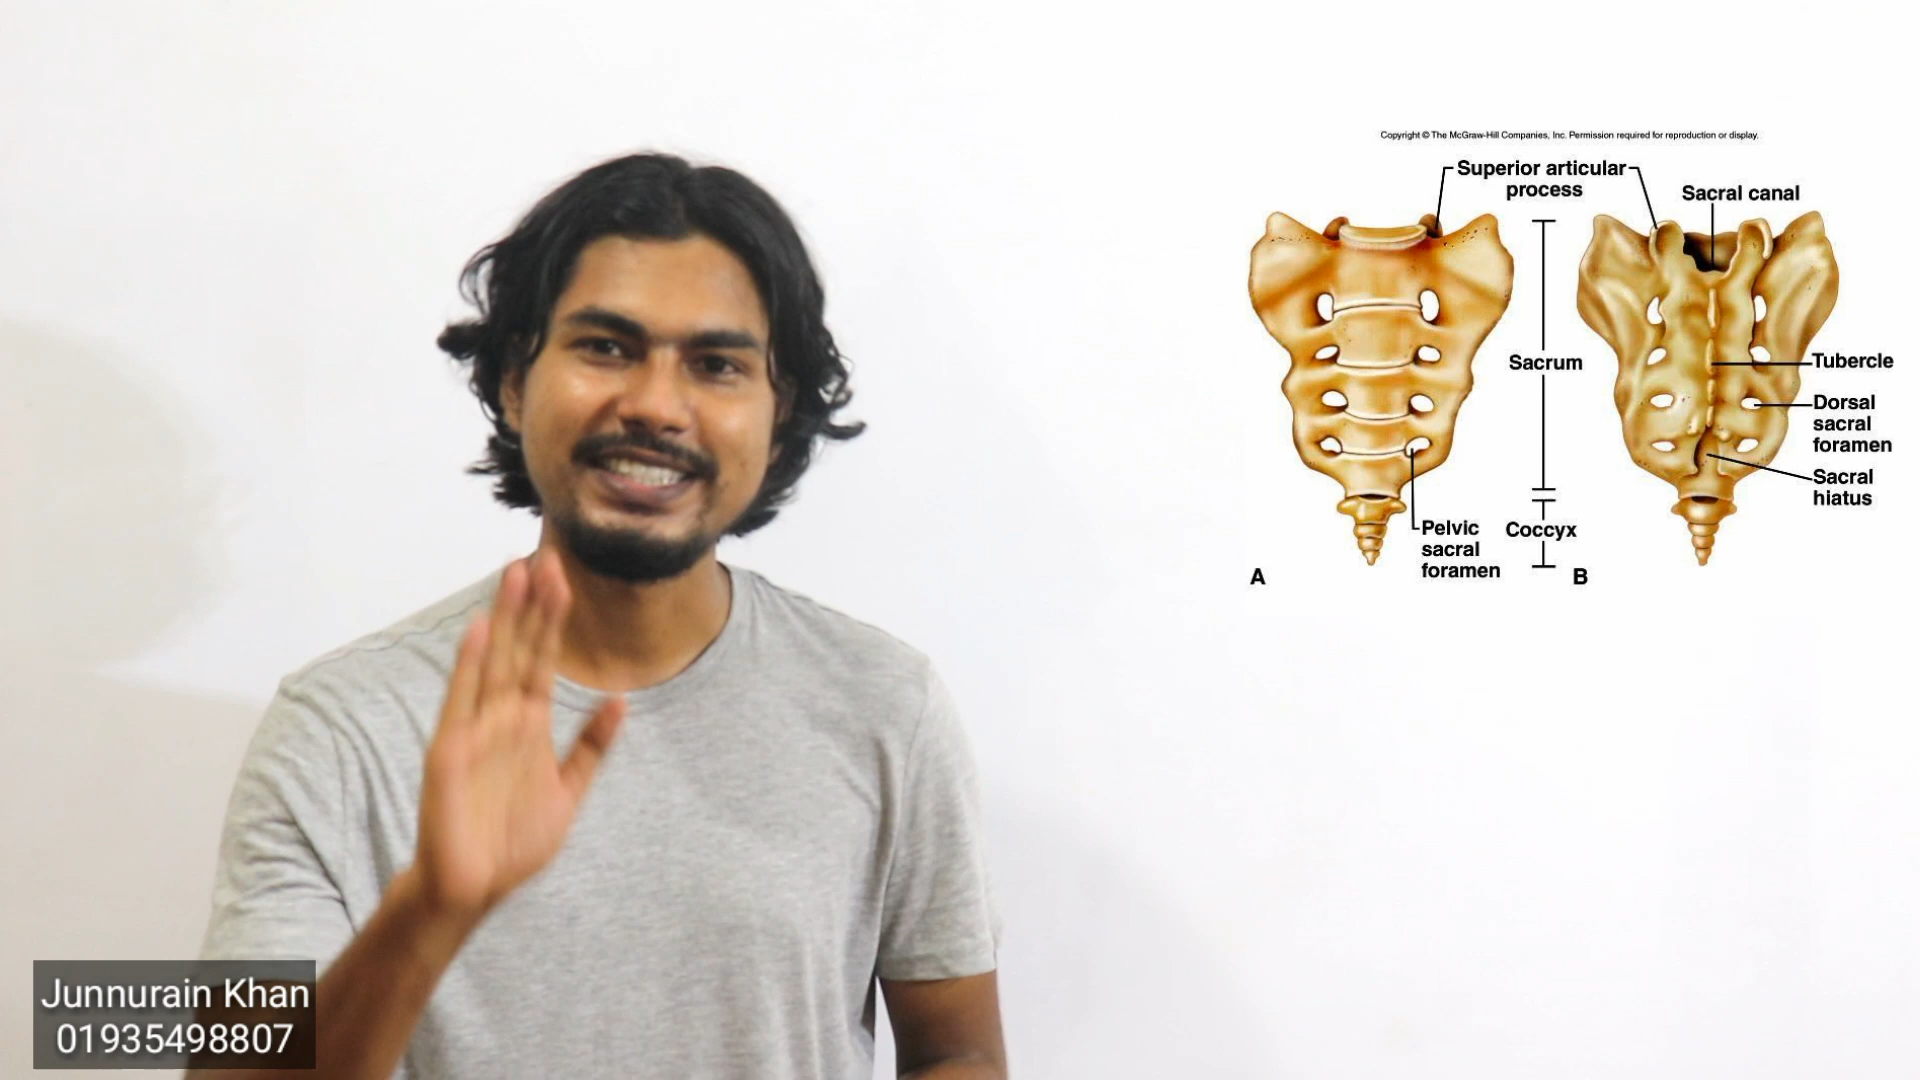 Copyright © The McGraw-Hill Companies, Inc. Permission required for reproduction or display.
Superior articular
process
Sacral canal
Sacrum
Tubercle
Dorsal
sacral
foramen
Sacral
hiatus
Pelvic
sacral
foramen
Coccyx
A
B
Junnurain Khan
01935498807